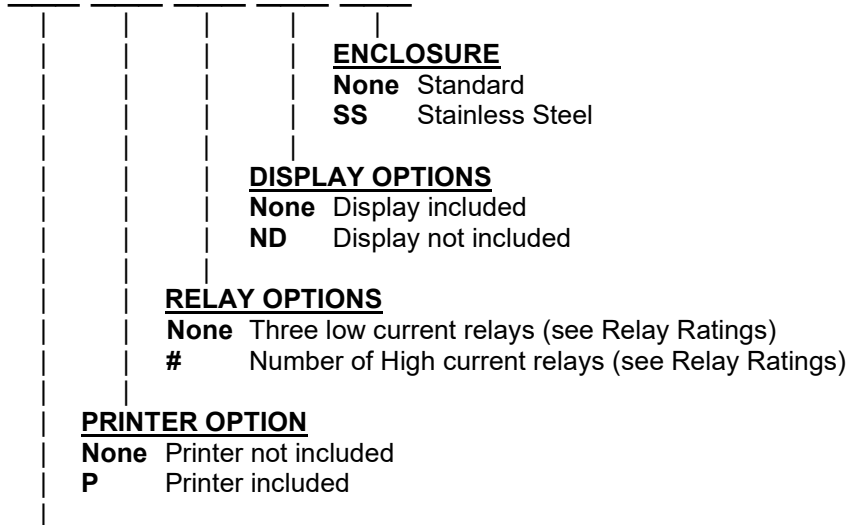 ENCLOSURE
None Standard
SS Stainless Steel
DISPLAY OPTIONS
None Display included
ND Display not included
RELAY OPTIONS
None Three low current relays (see Relay Ratings)
# Number of High current relays (see Relay Ratings)
PRINTER OPTION
None Printer not included
P Printer included